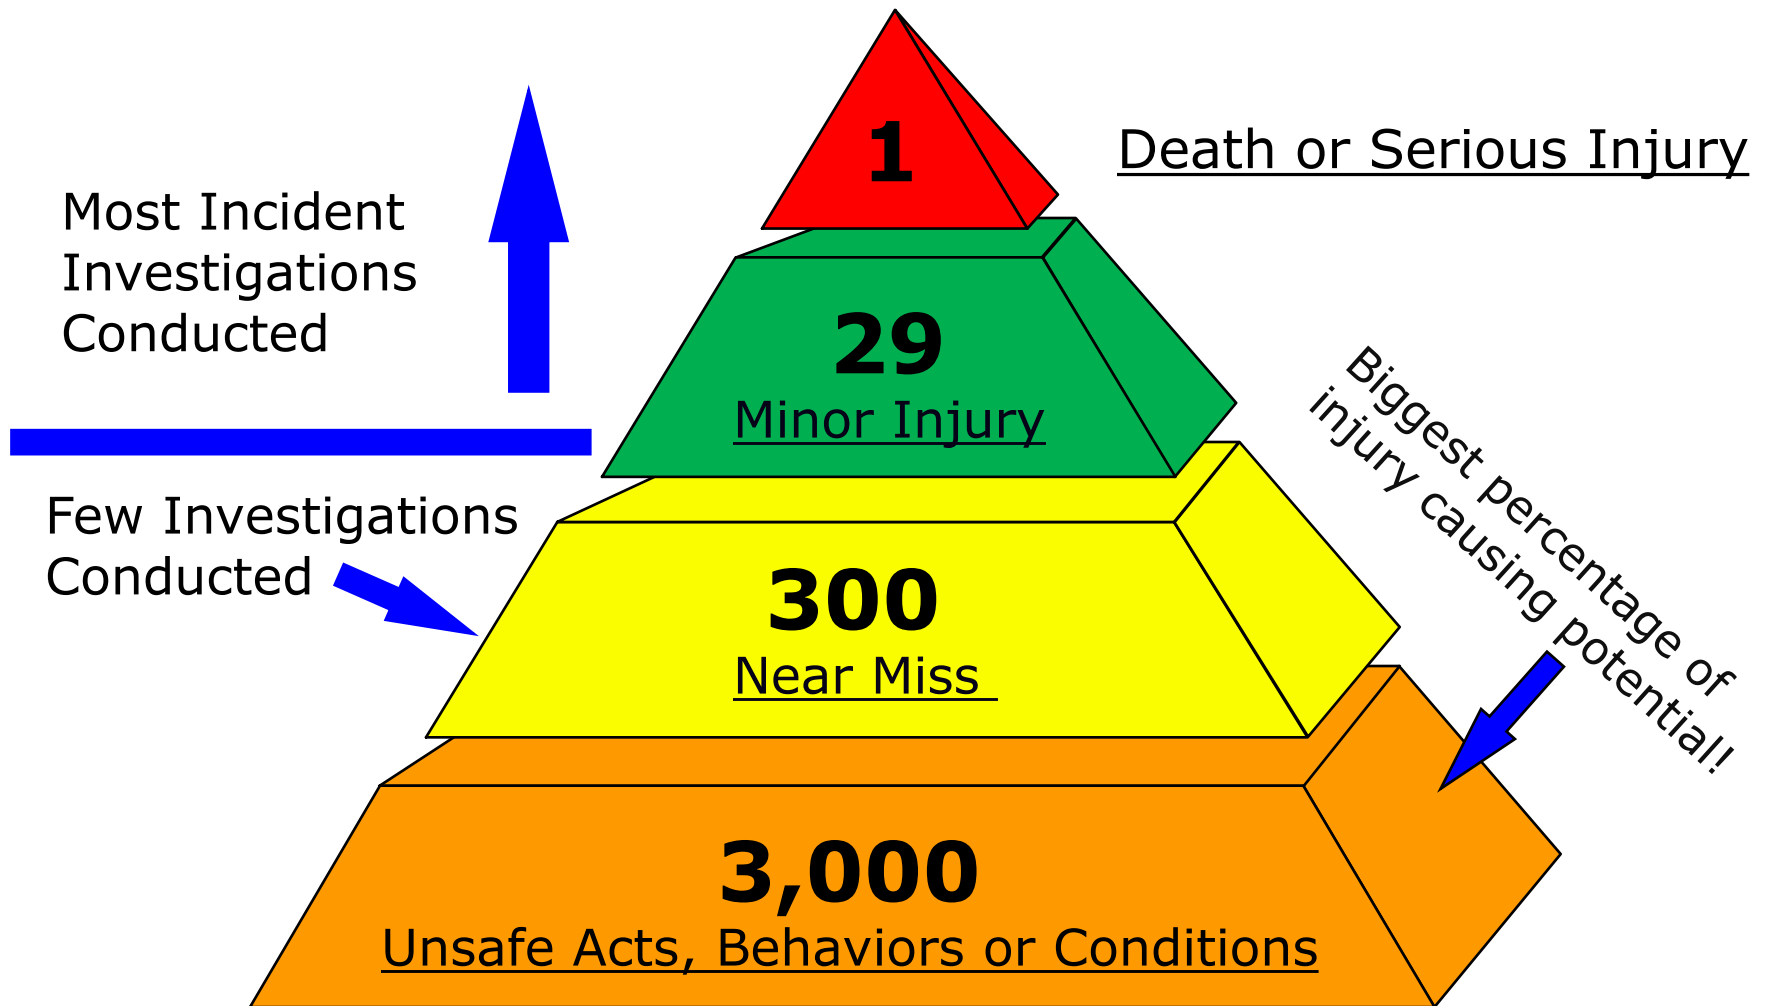 1
Death or Serious Injury
Most Incident
Investigations
Conducted
29
Minor Injury
Few Investigations
Conducted
Biggest percentage of
injury causing potential!
300
Near Miss
3,000
Unsafe Acts, Behaviors or Conditions